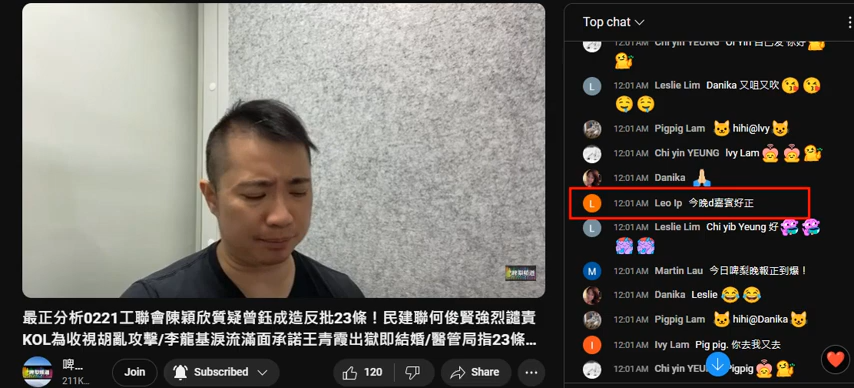 最正分析0221工聯會陳穎欣質疑曾鈺成造反批23條！民建聯何俊賢強烈譴責
KOL為收視胡亂攻擊/李龍基淚流滿面承諾王青霞出獄即結婚/醫管局指23條...
啤...
211K...
Join
Subscribed
120
Share
Top chat
12:01 AM Chi yin YEUNG
12:01 AM Leslie Lim Danika 又咀又吹
12:01 AM Pigpig Lam hihi@lvy
12:01 AM Chi yin YEUNG lvy Lam
12:01 AM Danika
L 12:01 AM Leo Ip 今晚d嘉賓好正
L 12:01 AM Leslie Lim Chi yib Yeung 好
M 12:01 AM Martin Lau 今日啤梨晚報正到爆！
12:01 AM Danika Leslie
12:01 AM Pigpig Lam hihi@Danika
I 12:01 AM Ivy Lam Pig pig. 你去我又去
12:01 AM Chi yin YEUNG Pigpig